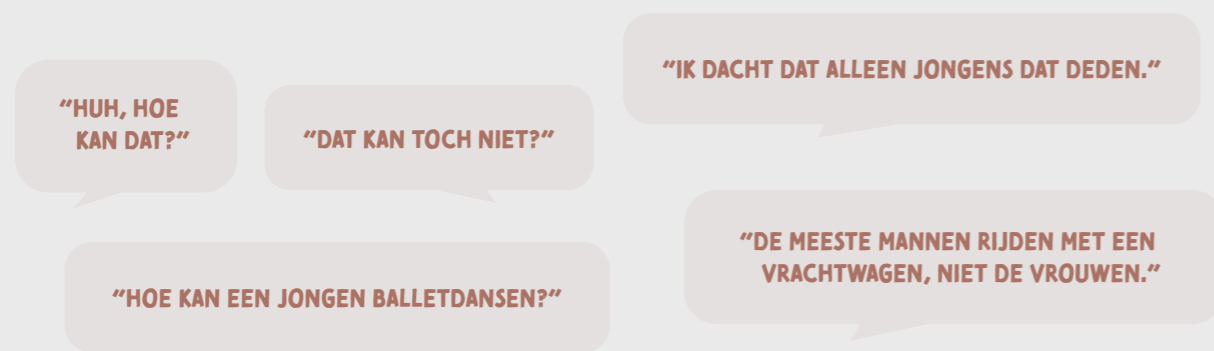 “HUH, HOE
KAN DAT?”
“DAT KAN TOCH NIET?”
“IK DACHT DAT ALLEEN JONGENS DAT DEDEN.”
“HOE KAN EEN JONGEN BALLETDANSEN?”
“DE MEESTE MANNEN RIJDEN MET EEN
VRACHTWAGEN, NIET DE VROUWEN.”